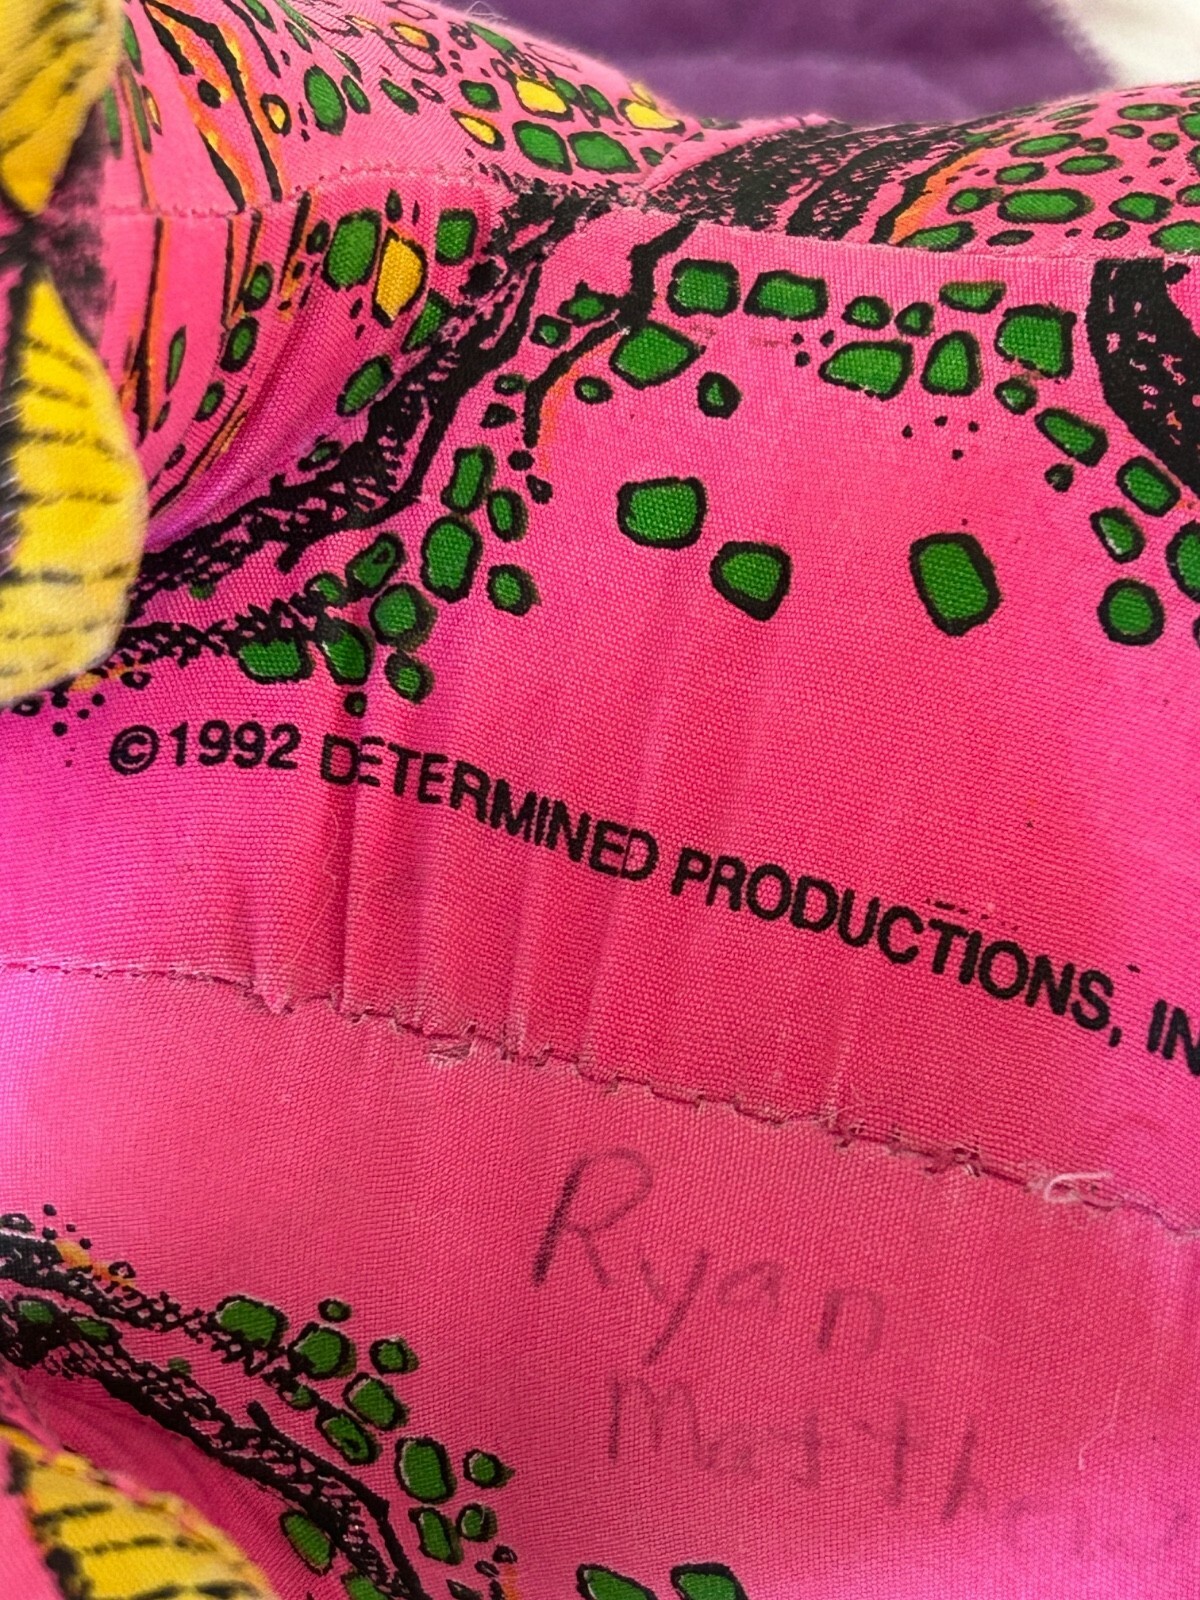 ©1992 DETERMINED PRODUCTIONS, IN
Ryan